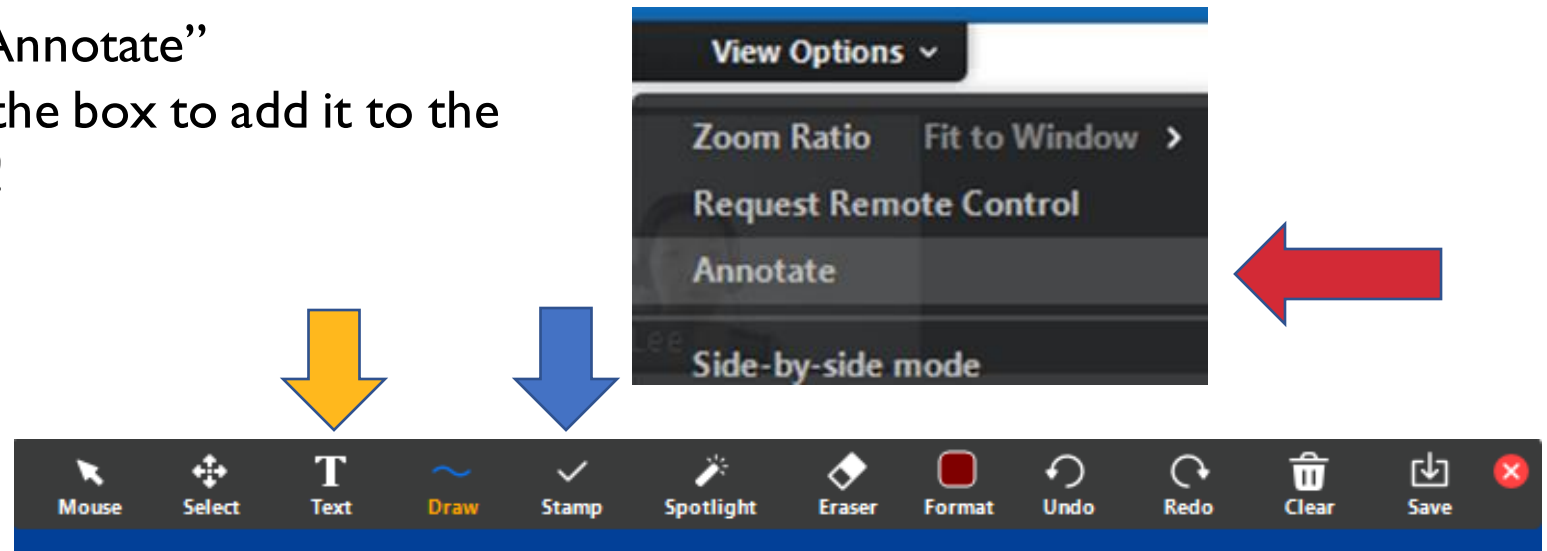 Annotate”
the box to add it to the
View Options
Zoom Ratio Fit to Window >
Request Remote Control
Annotate
Lee
Side-by-side mode
Mouse Select T Text Draw Stamp Spotlight Eraser Format Undo Redo Clear Save